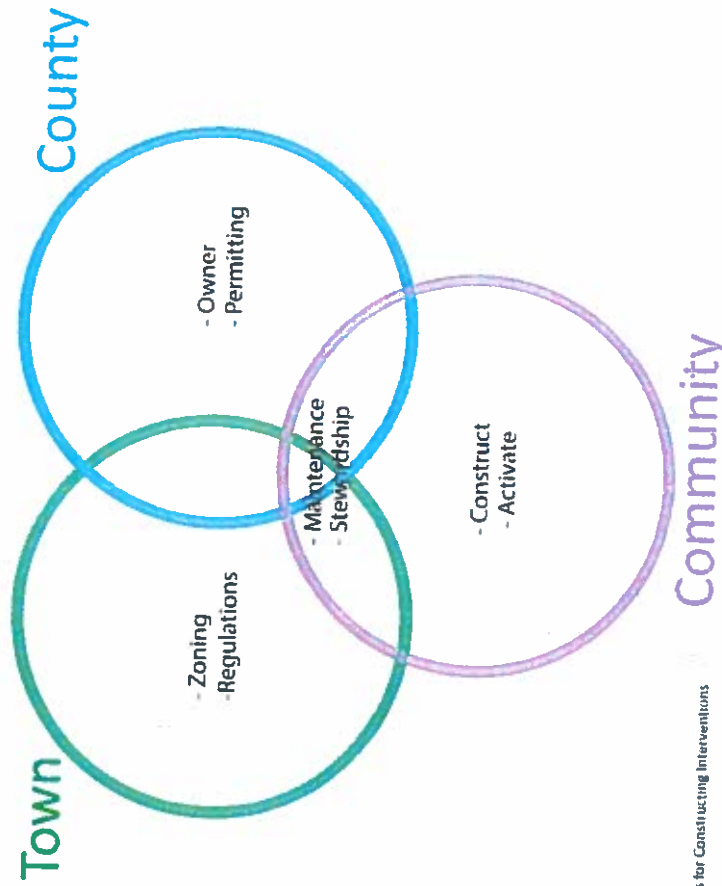 Town
County
- Zoning
-Regulations
- Owner
- Permitting
- Maintenance
- Stewardship
- Construct
- Activate
Community
for Constructing Interventions